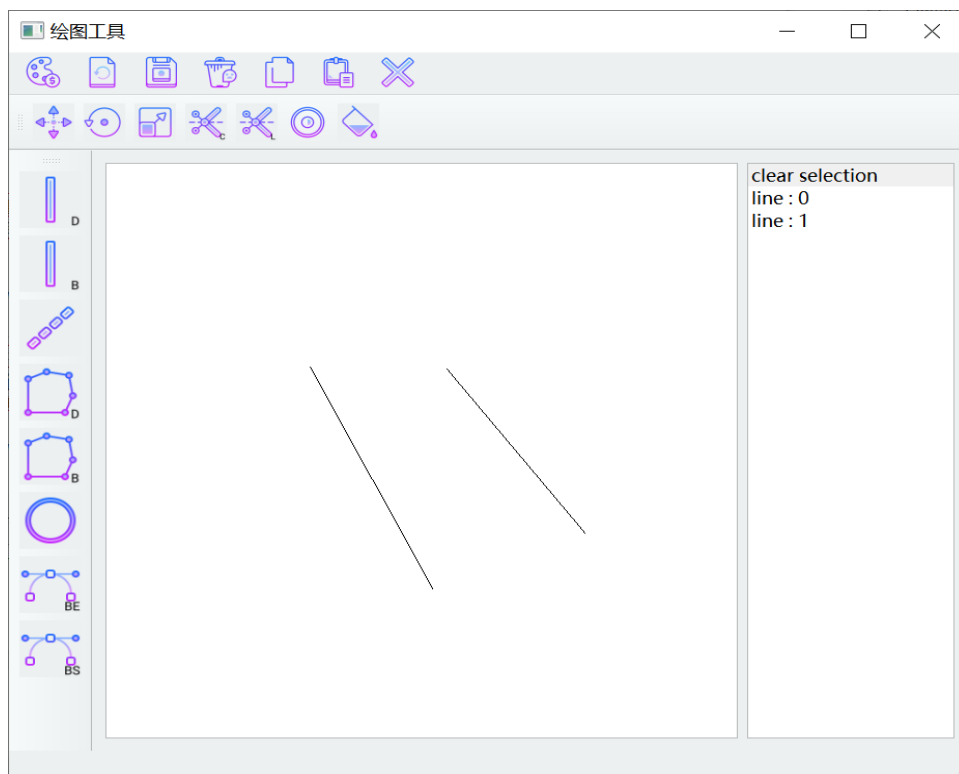 绘图工具
$
C
L
clear selection
line : 0
line : 1
D
B
D
B
BE
BS